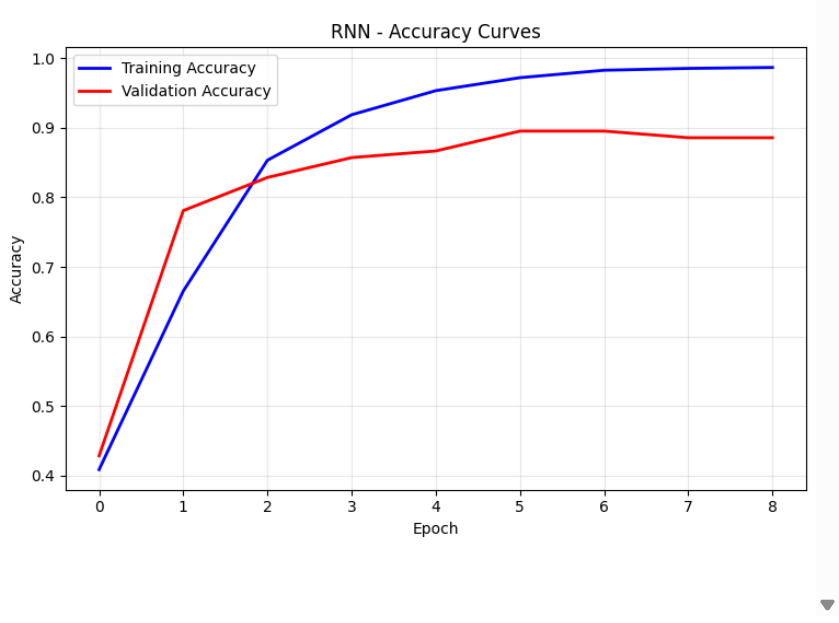 RNN - Accuracy Curves
Training Accuracy
Validation Accuracy
1.0
0.9
0.8
0.7
0.6
0.5
0.4
Accuracy
0 1 2 3 4 5 6 7 8
Epoch